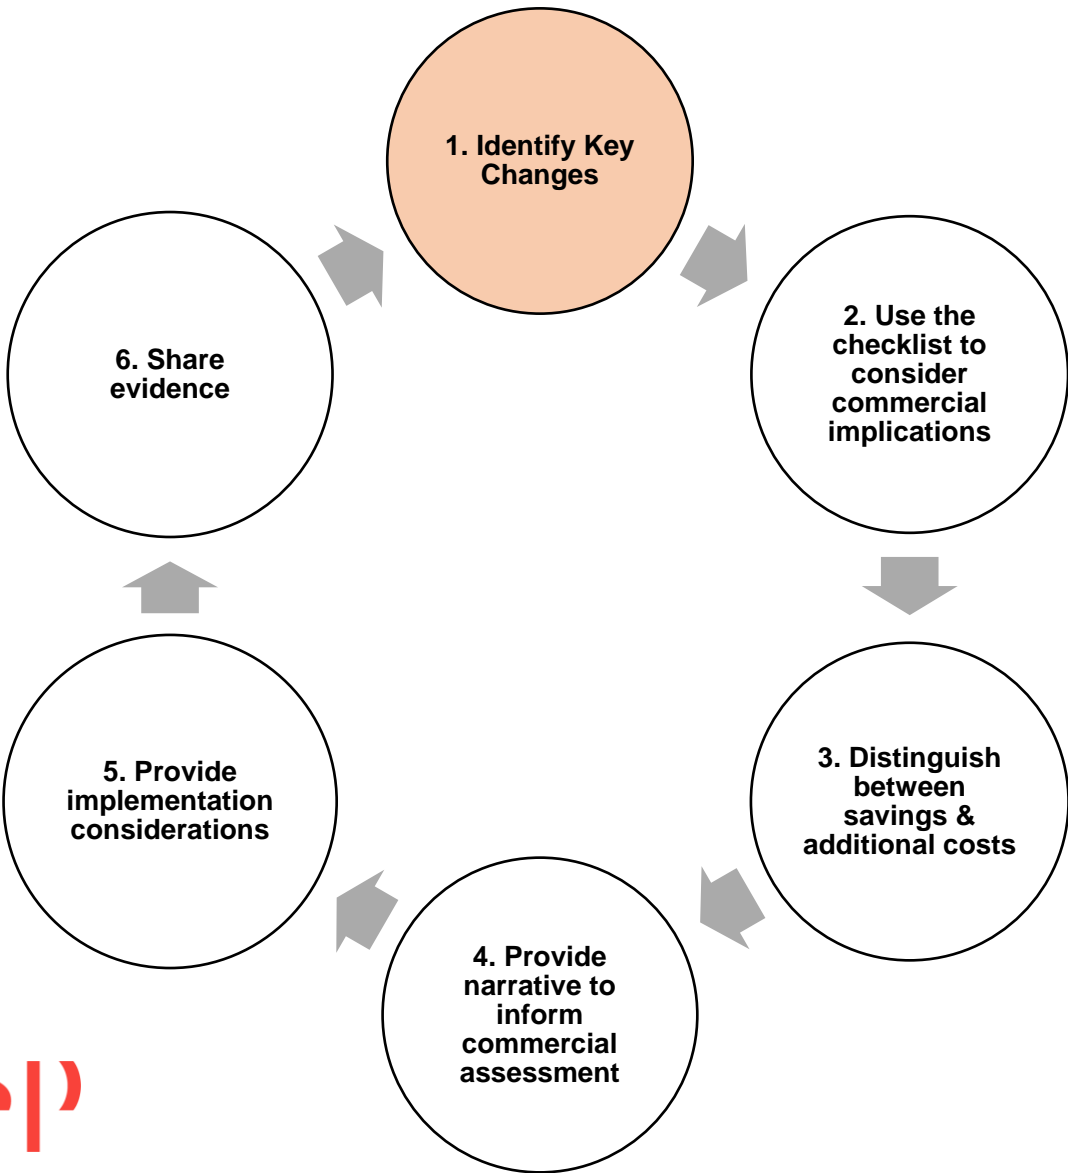 1. Identify Key
Changes
2. Use the
checklist to
consider
commercial
implications
3. Distinguish
between
savings &
additional costs
4. Provide
narrative to
inform
commercial
assessment
5. Provide
implementation
considerations
6. Share
evidence